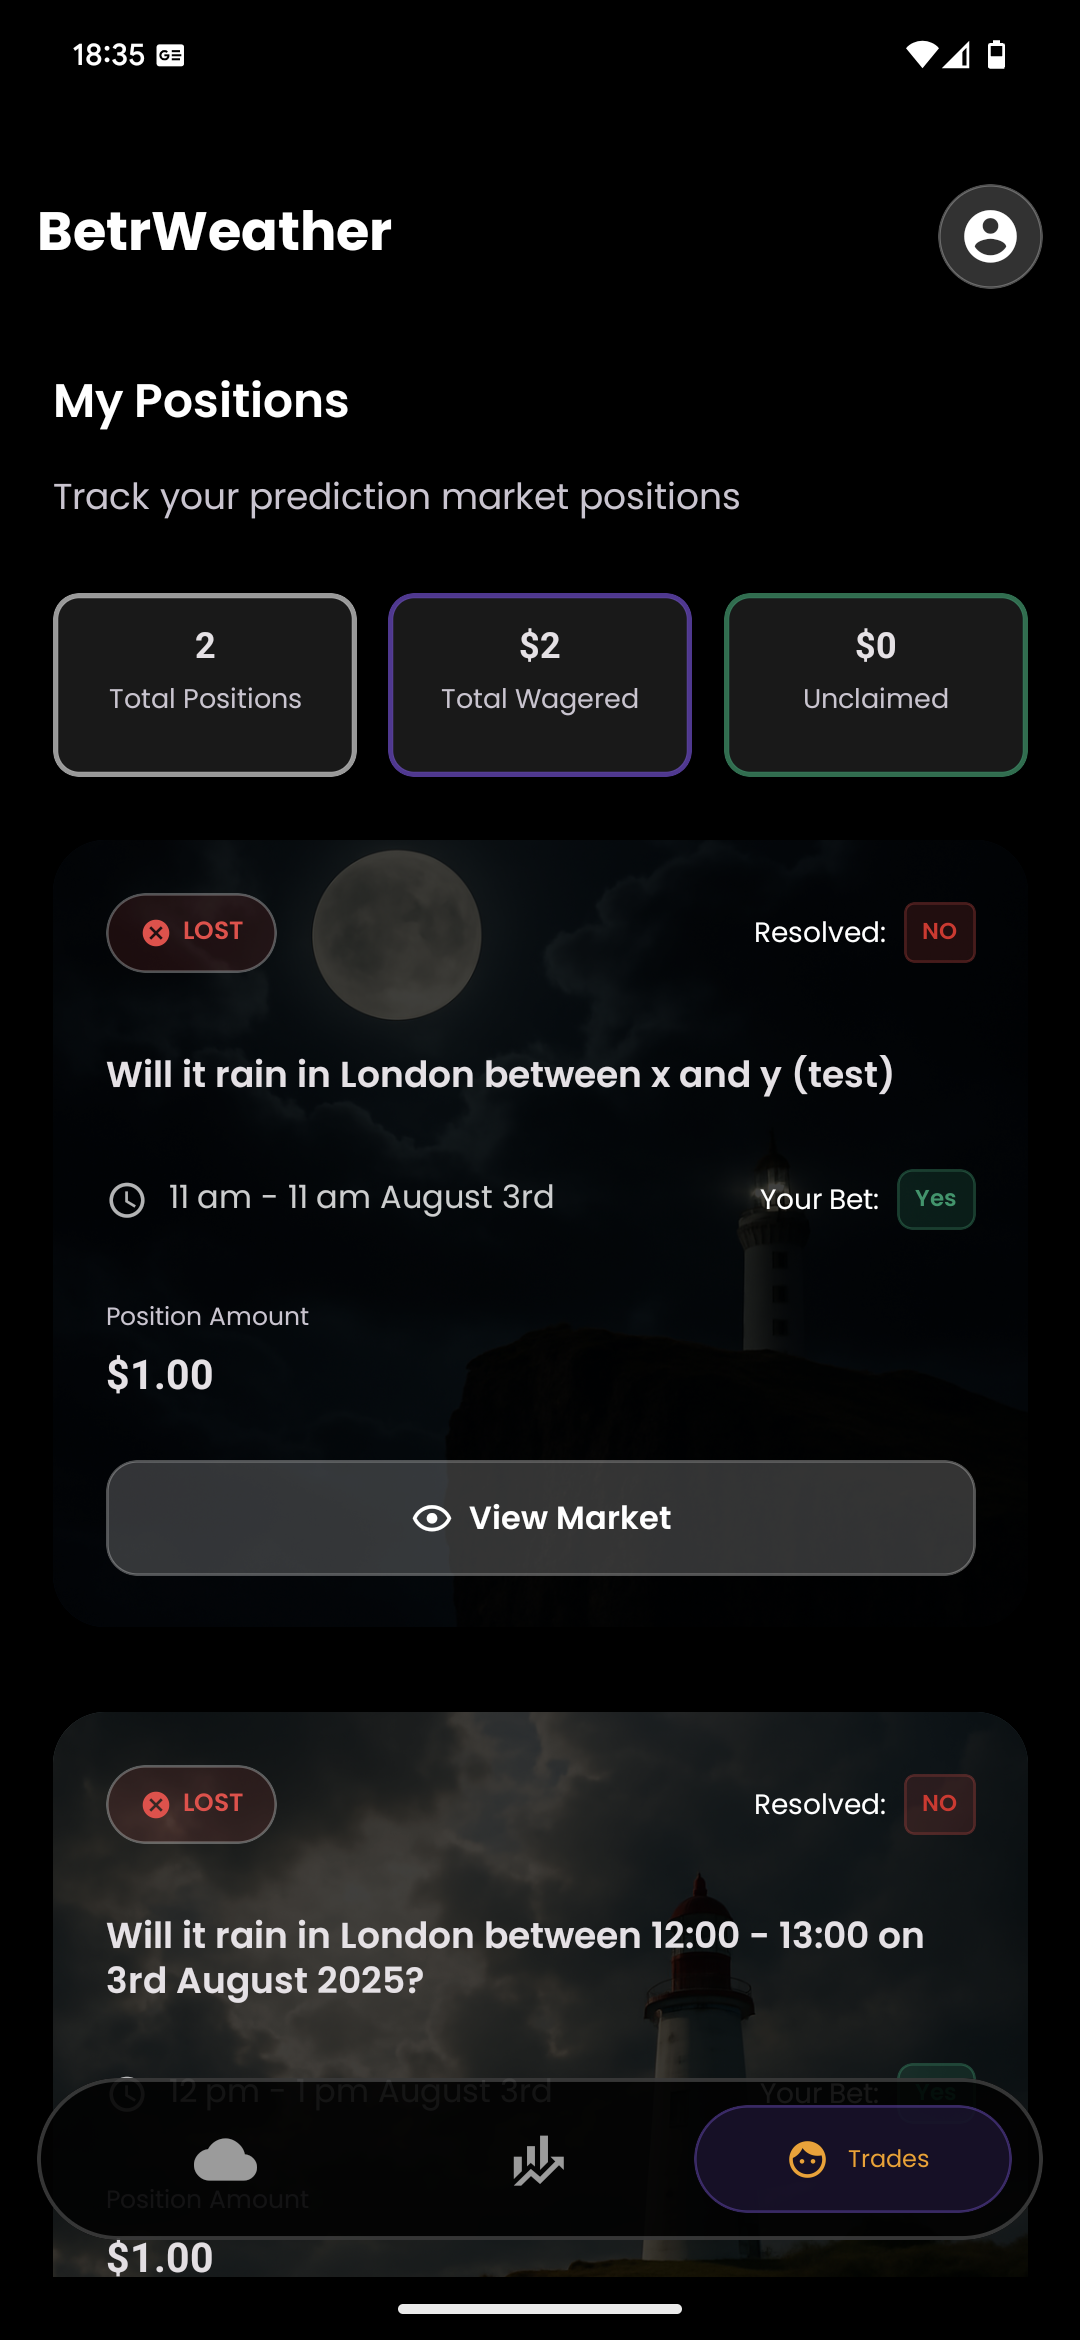 18:35
BetrWeather
My Positions
Track your prediction market positions
2
Total Positions
$2
Total Wagered
$0
Unclaimed
LOST
Resolved: NO
Will it rain in London between x and y (test)
11 am - 11 am August 3rd
Your Bet: Yes
Position Amount
$1.00
View Market
LOST
Resolved: NO
Will it rain in London between 12:00 - 13:00 on
3rd August 2025?
12 pm - 1 pm August 3rd
Your Bet: Yes
Trades
Position Amount
$1.00